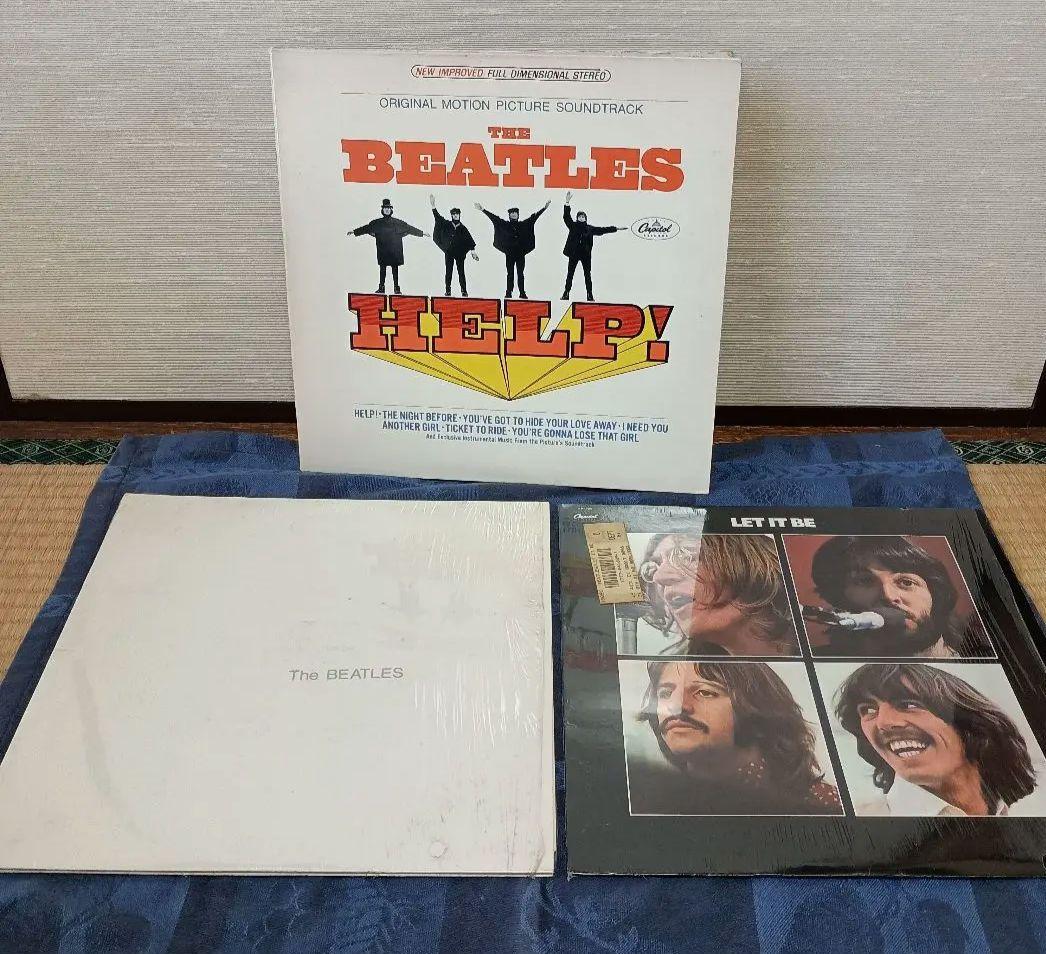 NEW IMPROVED FULL DIMENSIONAL STEREO
ORIGINAL MOTION PICTURE SOUNDTRACK
THE
BEATLES
Capitol
RECORDS
HELP!
HELP! · THE NIGHT BEFORE · YOU'VE GOT TO HIDE YOUR LOVE AWAY · I NEED YOU
ANOTHER GIRL · TICKET TO RIDE · YOU'RE GONNA LOSE THAT GIRL
And Exclusive Instrumental Music From the Picture's Soundtrack
The BEATLES
Capitol
LET IT BE